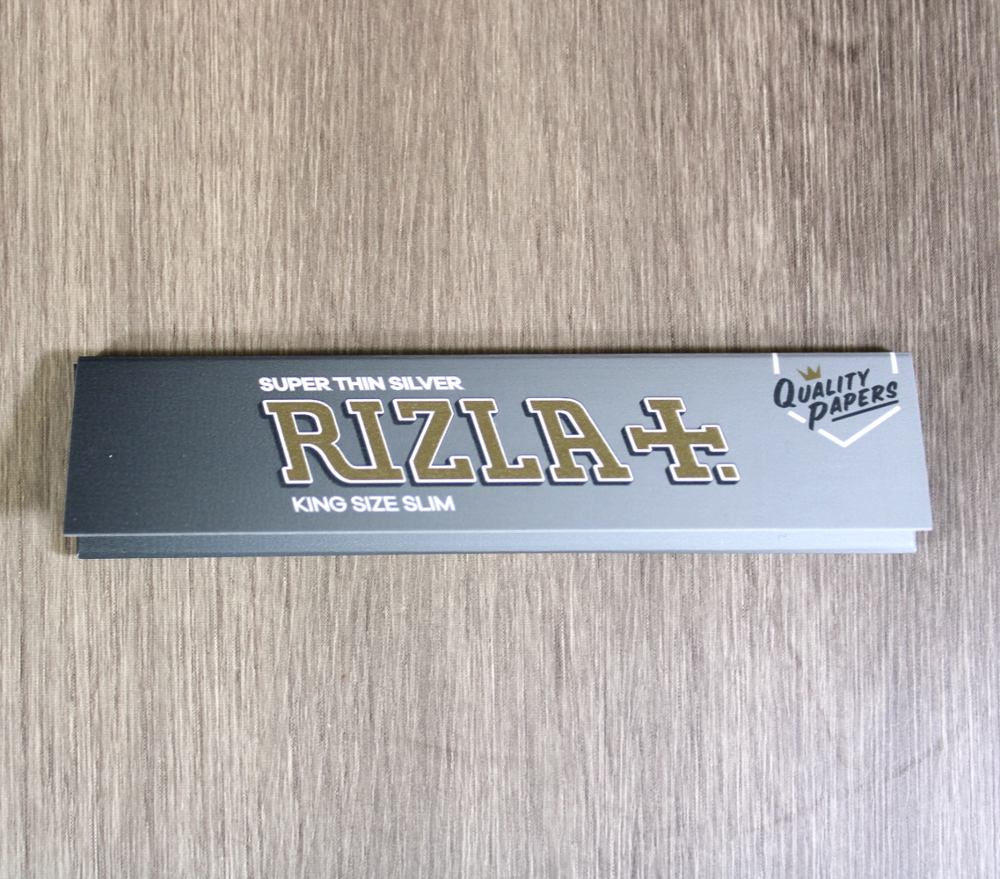 SUPER THIN SILVER
RIZLA+.
KING SIZE SLIM
QUALITY
PAPERS